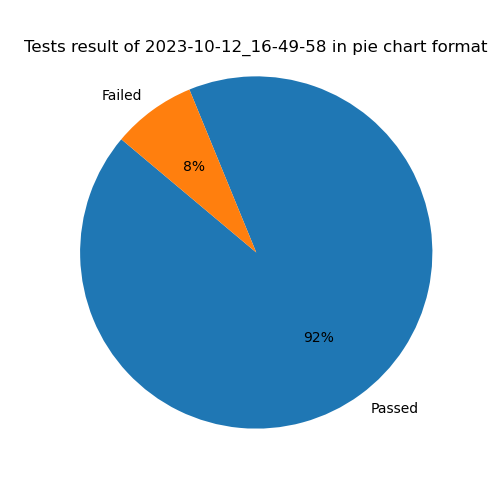 Tests result of 2023-10-12_16-49-58 in pie chart format
Failed
8%
92%
Passed